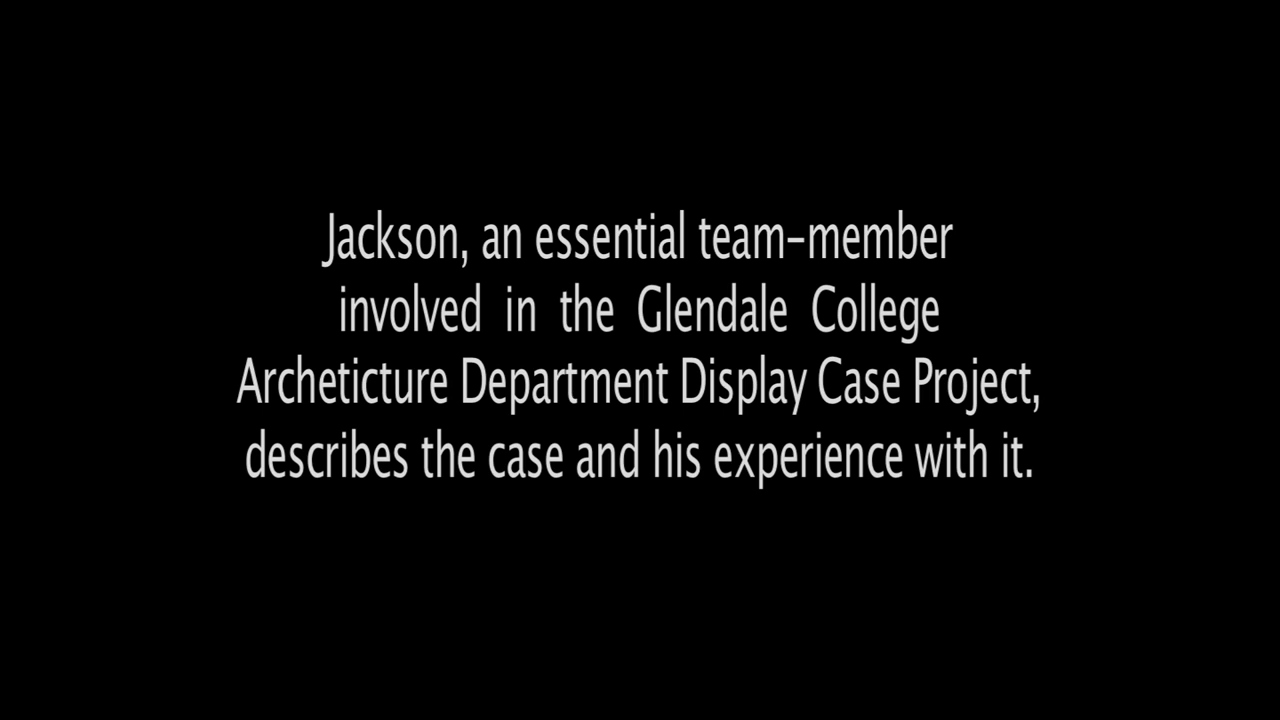 Jackson, an essential team-member
involved in the Glendale College
Archeticture Department Display Case Project,
describes the case and his experience with it.